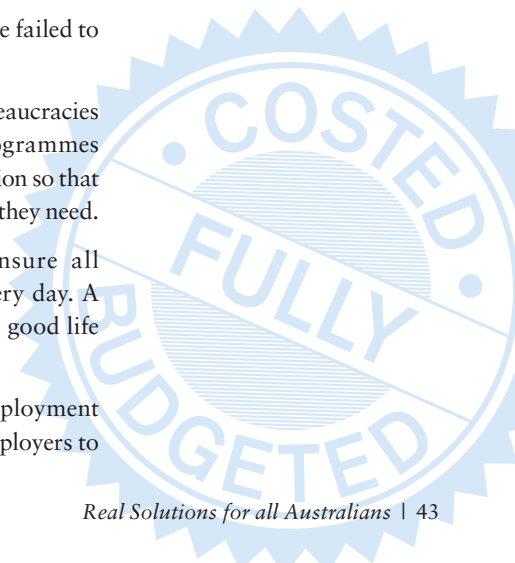 e failed to
eaucracies
ogrammes
ion so that
they need.
nsure all
ery day. A
good life
ployment
ployers to
COSTED
FULLY
BUDGETED
Real Solutions for all Australians | 43